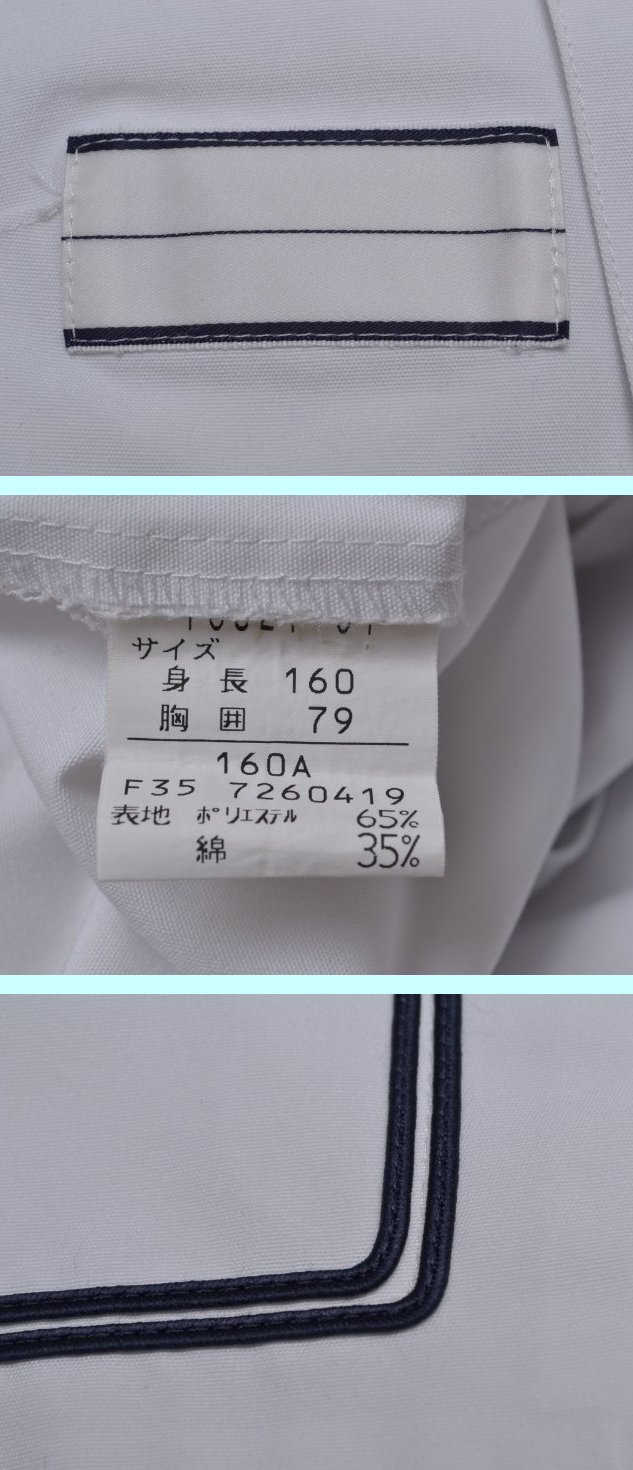 サイズ
身長 160
胸囲 79
160A
F35 7260419
表地 ポリエステル 65%
綿 35%